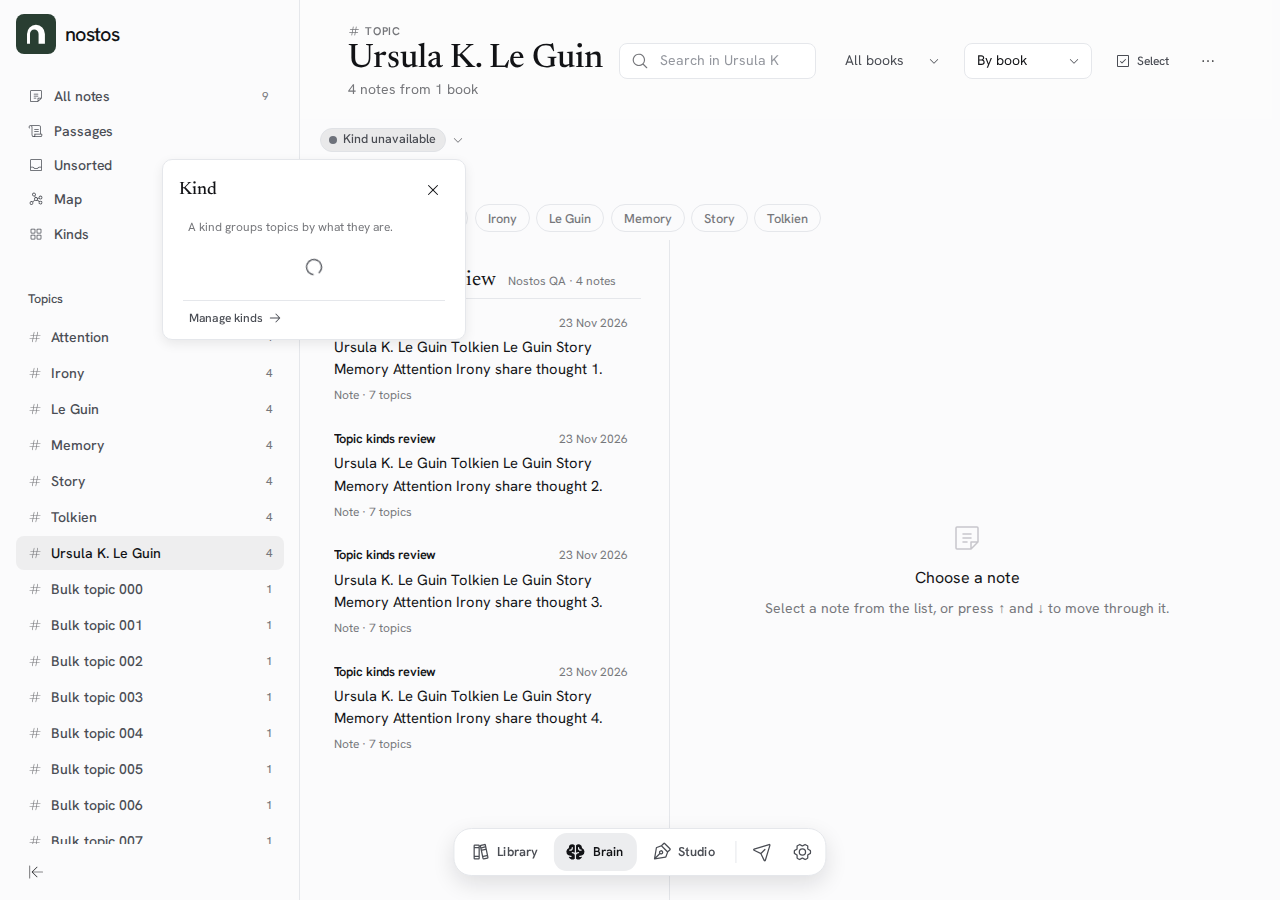 nostos
All notes 9
Passages
Unsorted
Map
Kinds
Topics
# Attention
# Irony 4
# Le Guin 4
# Memory 4
# Story 4
# Tolkien 4
# Ursula K. Le Guin 4
# Bulk topic 000 1
# Bulk topic 001 1
# Bulk topic 002 1
# Bulk topic 003 1
# Bulk topic 004 1
# Bulk topic 005 1
# Bulk topic 006 1
# Bulk topic 007 1
# TOPIC
Ursula K. Le Guin
4 notes from 1 book
Search in Ursula K
All books
By book
Select
Kind unavailable
Kind
A kind groups topics by what they are.
Manage kinds
Irony
Le Guin
Memory
Story
Tolkien
Nostos QA · 4 notes
23 Nov 2026
Ursula K. Le Guin Tolkien Le Guin Story
Memory Attention Irony share thought 1.
Note · 7 topics
Topic kinds review 23 Nov 2026
Ursula K. Le Guin Tolkien Le Guin Story
Memory Attention Irony share thought 2.
Note · 7 topics
Topic kinds review 23 Nov 2026
Ursula K. Le Guin Tolkien Le Guin Story
Memory Attention Irony share thought 3.
Note · 7 topics
Topic kinds review 23 Nov 2026
Ursula K. Le Guin Tolkien Le Guin Story
Memory Attention Irony share thought 4.
Note · 7 topics
Choose a note
Select a note from the list, or press ↑ and ↓ to move through it.
Library
Brain
Studio